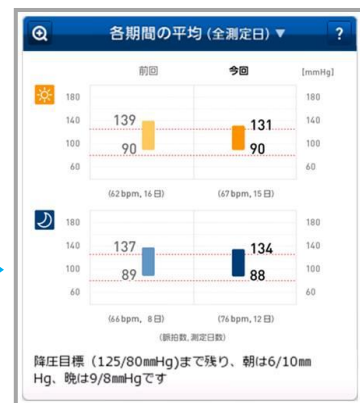 各期間の平均 (全測定日) ▼ ?
前回 今回 [mmHg]
180 180
140 139 131 140
100 90 90 100
60 60
(62 bpm, 16 日) (67 bpm, 15 日)
180 180
140 137 134 140
100 89 88 100
60 60
(66 bpm, 8 日) (76 bpm, 12 日)
(脈拍数, 測定日数)
降圧目標（125/80mmHg)まで残り、朝は6/10mm
Hg、晩は9/8mmHgです